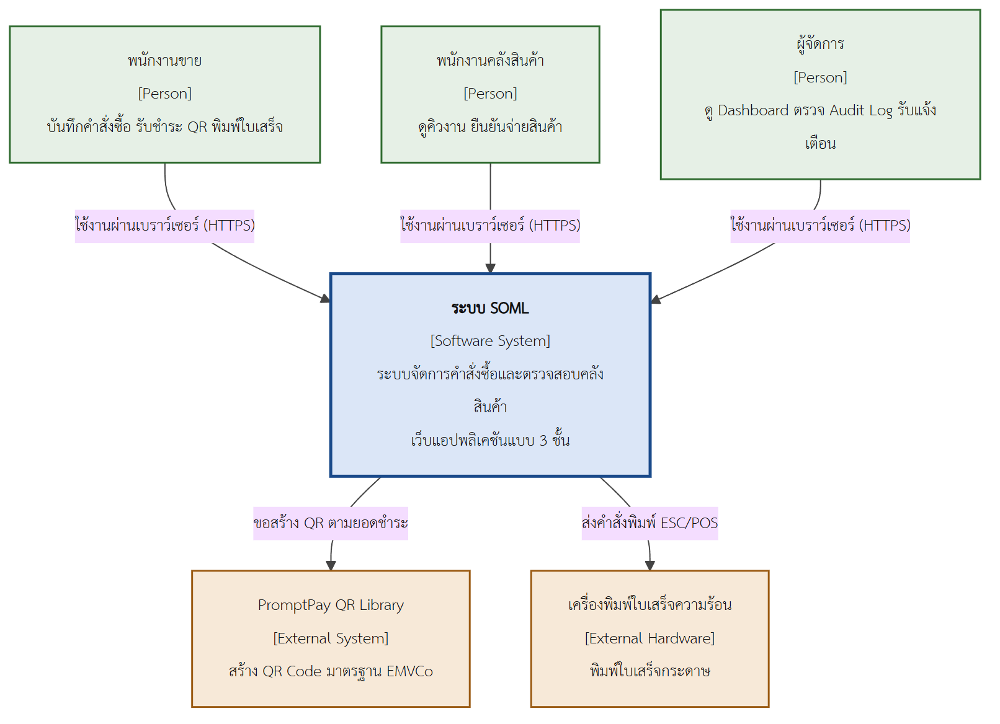 พนักงานขาย
[Person]
บันทึกคำสั่งซื้อ รับชำระ QR พิมพ์ใบเสร็จ
พนักงานคลังสินค้า
[Person]
ดูคิวงาน ยืนยันจ่ายสินค้า
ผู้จัดการ
[Person]
ดู Dashboard ตรวจ Audit Log รับแจ้ง
เตือน
ใช้งานผ่านเบราว์เซอร์ (HTTPS)
ใช้งานผ่านเบราว์เซอร์ (HTTPS)
ใช้งานผ่านเบราว์เซอร์ (HTTPS)
ระบบ SOML
[Software System]
ระบบจัดการคำสั่งซื้อและตรวจสอบคลัง
สินค้า
เว็บแอปพลิเคชันแบบ 3 ชั้น
ขอสร้าง QR ตามยอดชำระ
ส่งคำสั่งพิมพ์ ESC/POS
PromptPay QR Library
[External System]
สร้าง QR Code มาตรฐาน EMVCo
เครื่องพิมพ์ใบเสร็จความร้อน
[External Hardware]
พิมพ์ใบเสร็จกระดาษ